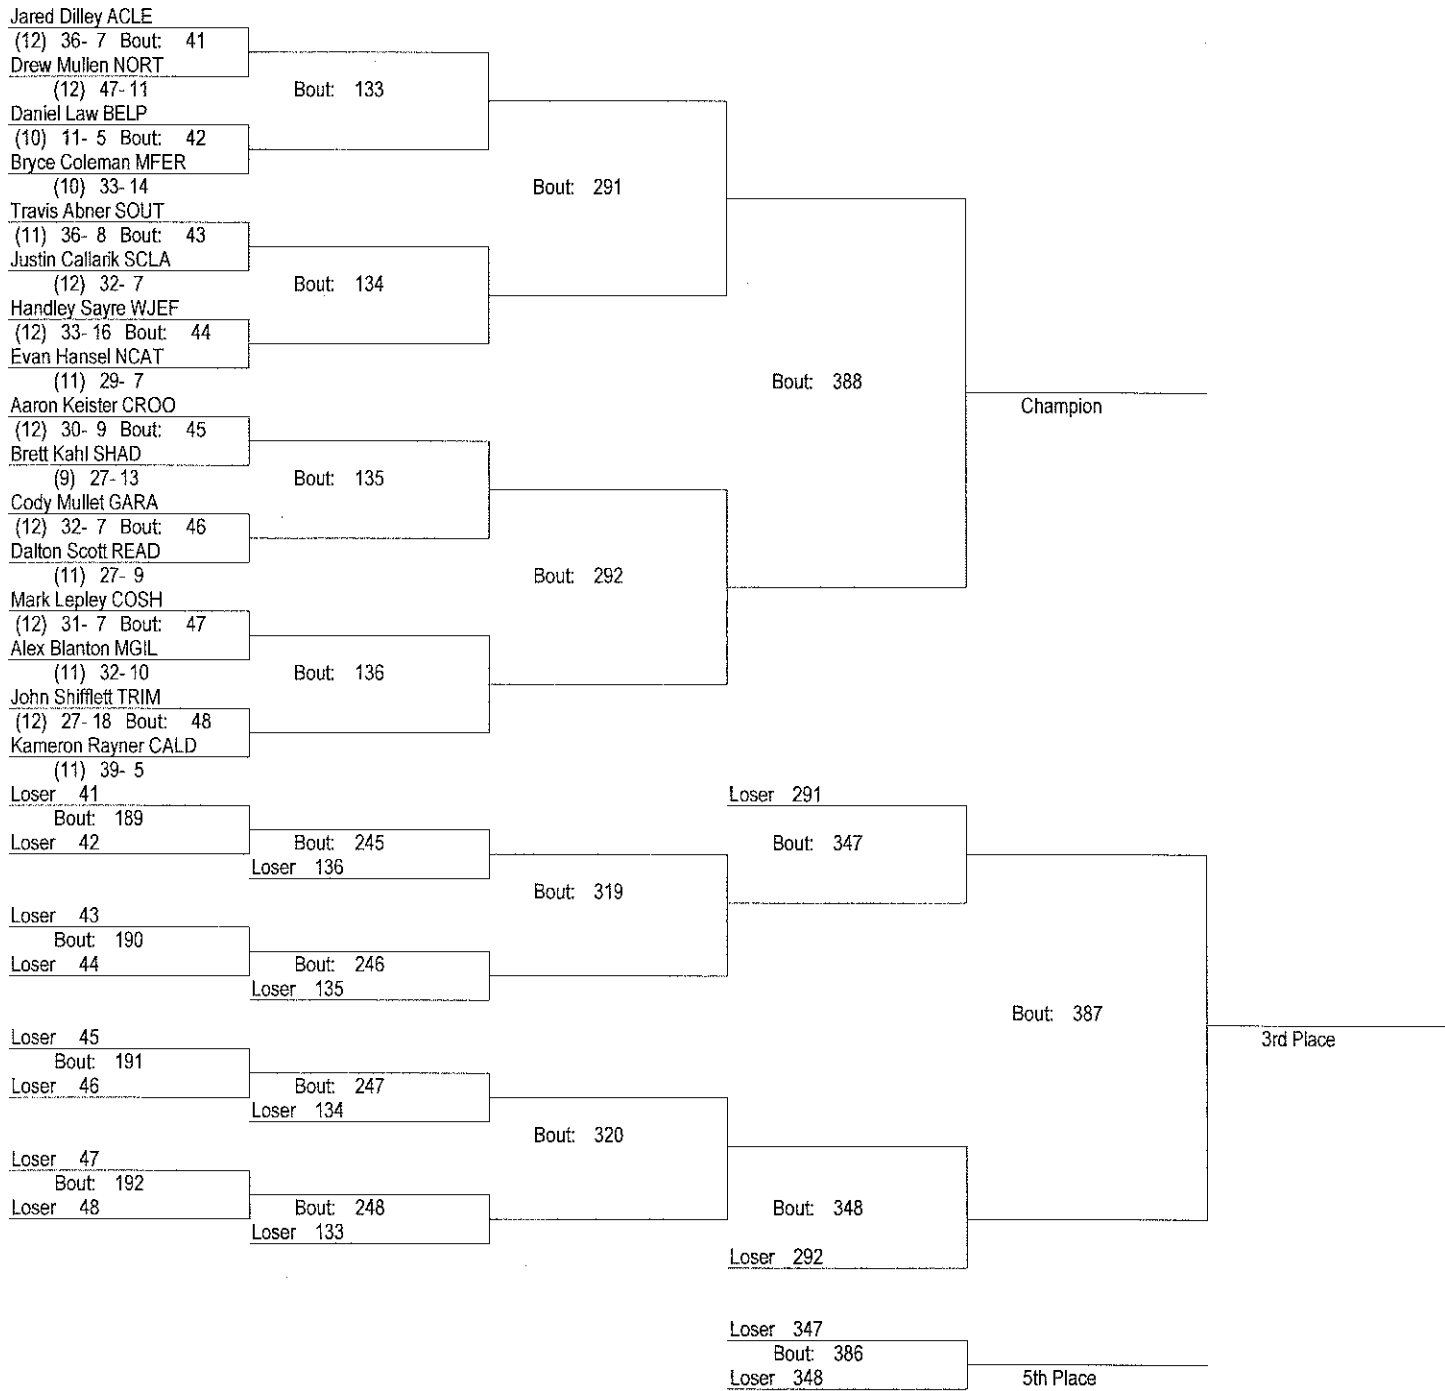 Jared Dilley ACLE
(12) 36- 7 Bout: 41
Drew Mullen NORT
(12) 47- 11
Bout: 133
Daniel Law BELP
(10) 11- 5 Bout: 42
Bryce Coleman MFER
(10) 33- 14
Bout: 291
Travis Abner SOUT
(11) 36- 8 Bout: 43
Justin Callarik SCLA
(12) 32- 7
Bout: 134
Handley Sayre WJEF
(12) 33- 16 Bout: 44
Evan Hansel NCAT
(11) 29- 7
Bout: 388
Champion
Aaron Keister CROO
(12) 30- 9 Bout: 45
Brett Kahl SHAD
(9) 27- 13
Bout: 135
Cody Mullet GARA
(12) 32- 7 Bout: 46
Dalton Scott READ
(11) 27- 9
Bout: 292
Mark Lepley COSH
(12) 31- 7 Bout: 47
Alex Blanton MGIL
(11) 32- 10
Bout: 136
John Shifflett TRIM
(12) 27- 18 Bout: 48
Kameron Rayner CALD
(11) 39- 5
Loser 41
Bout: 189
Loser 42
Bout: 245
Loser 136
Bout: 319
Loser 291
Bout: 347
Loser 43
Bout: 190
Loser 44
Bout: 246
Loser 135
Bout: 387
3rd Place
Loser 45
Bout: 191
Loser 46
Bout: 247
Loser 134
Bout: 320
Loser 47
Bout: 192
Loser 48
Bout: 248
Loser 133
Bout: 348
Loser 292
Loser 347
Bout: 386
Loser 348
5th Place